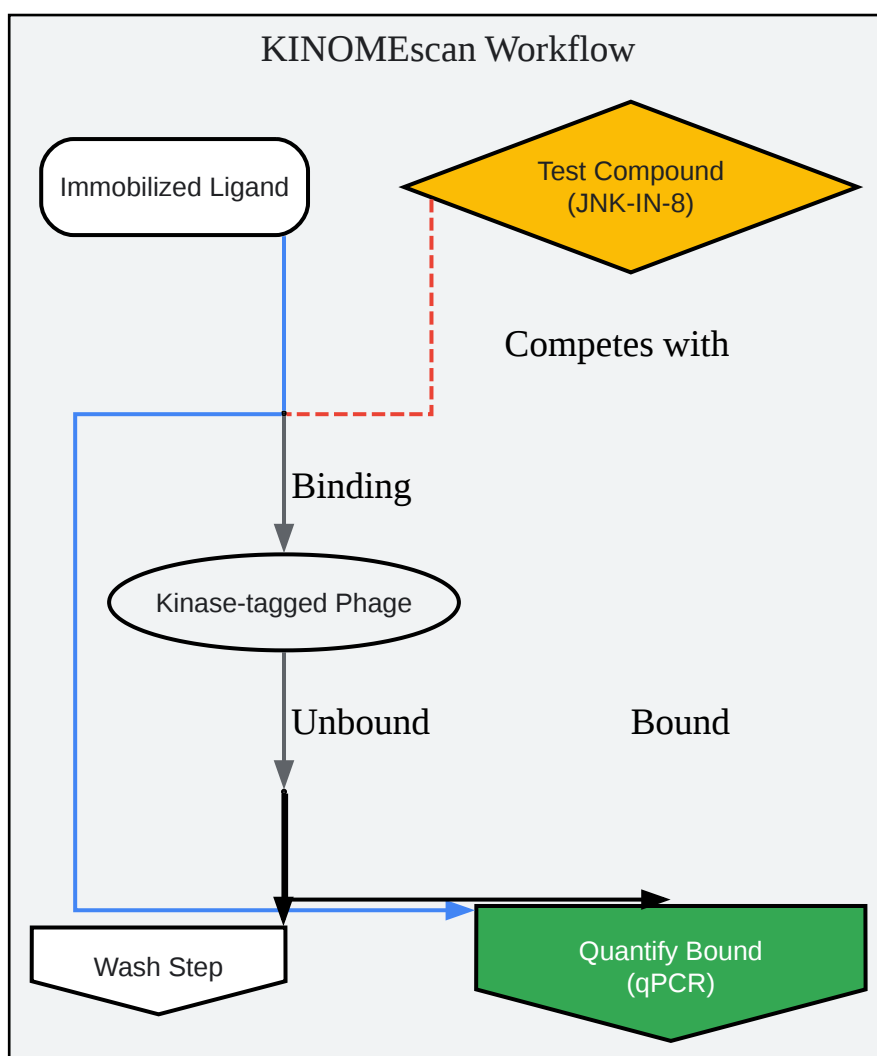 KINOMEscan Workflow
Immobilized Ligand
Test Compound
(JNK-IN-8)
Competes with
Binding
Kinase-tagged Phage
Unbound
Bound
Wash Step
Quantify Bound
(qPCR)